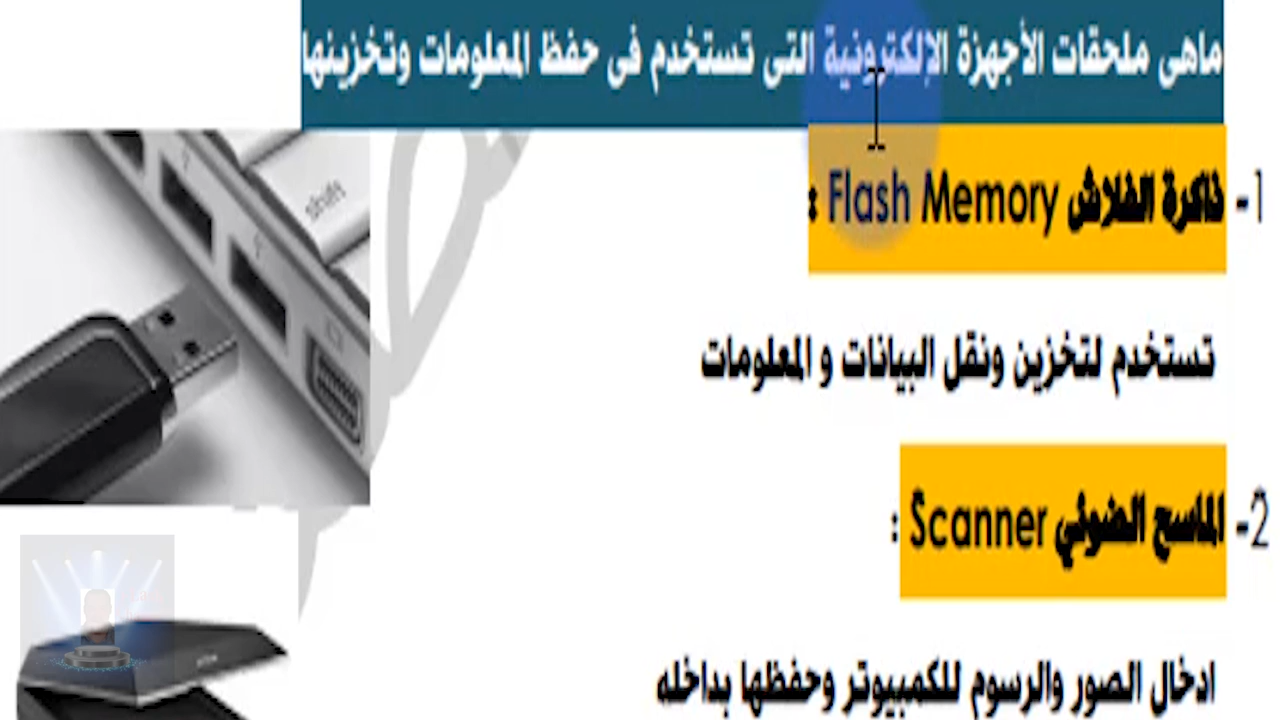 ماهى ملحقات الأجهزة الإلكترونية التى تستخدم فى حفظ المعلومات وتخزينها
1- ذاكرة الفلاش Flash Memory :
تستخدم لتخزين ونقل البيانات و المعلومات
2- الماسح الضوئي Scanner :
ادخال الصور والرسوم للكمبيوتر وحفظها بداخله